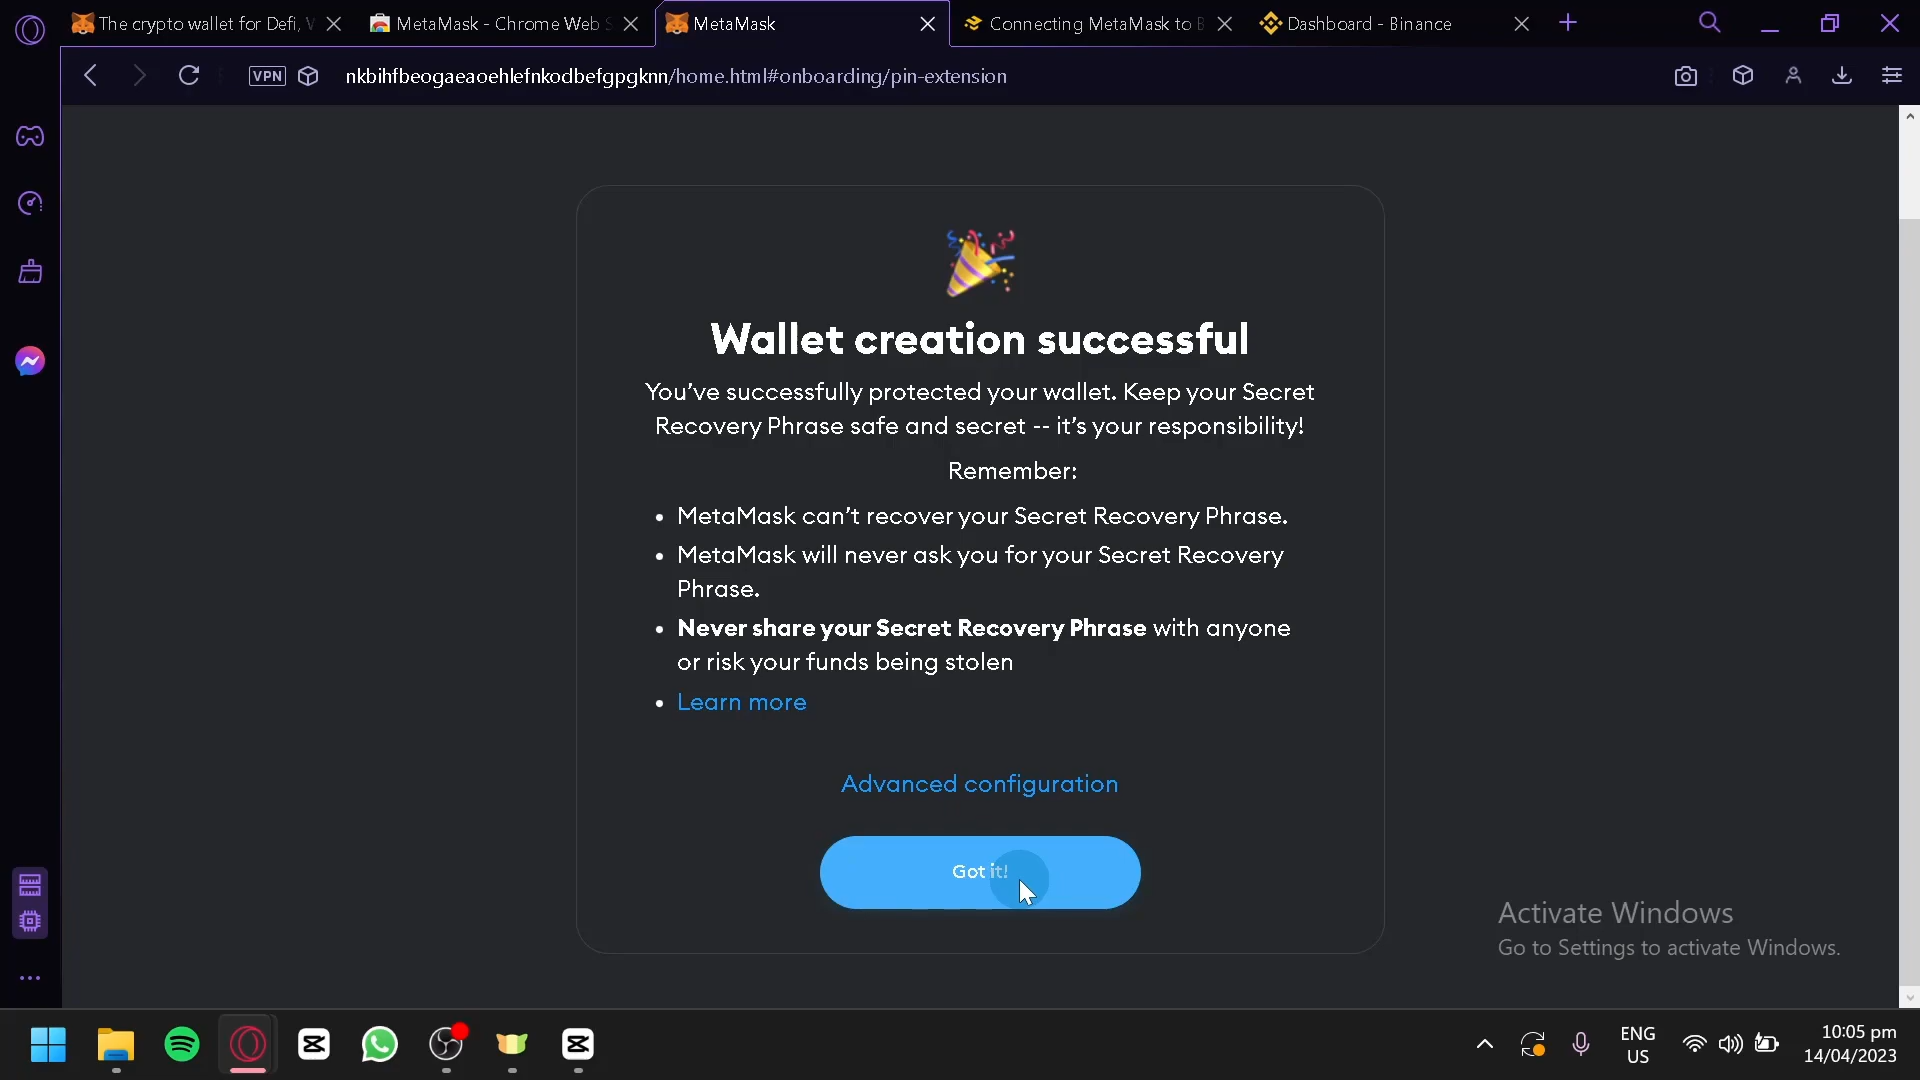 The crypto wallet for Defi,
MetaMask - Chrome Web
MetaMask
Connecting MetaMask to
Dashboard - Binance
VPN
nkbihfbeogaeaoehlefnkodbefgpgknn/home.html#onboarding/pin-extension
Wallet creation successful
You’ve successfully protected your wallet. Keep your Secret
Recovery Phrase safe and secret -- it’s your responsibility!
Remember:
MetaMask can’t recover your Secret Recovery Phrase.
MetaMask will never ask you for your Secret Recovery
Phrase.
Never share your Secret Recovery Phrase with anyone
or risk your funds being stolen
Learn more
Advanced configuration
Got it!
Activate Windows
Go to Settings to activate Windows.
ENG
US
10:05 pm
14/04/2023